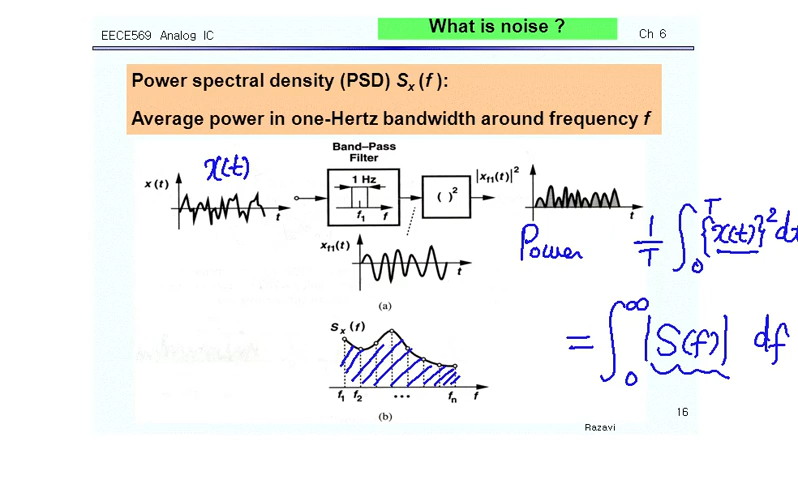 What is noise ?
EECE569 Analog IC
Ch 6
Power spectral density (PSD) Sx (f ):
Average power in one-Hertz bandwidth around frequency f
Band–Pass
Filter
x(t)
x (t)
1 Hz
f1 f
( )²
|xf1(t)|²
t
t
Power
1/T ∫₀ᵀ {x(t)}² dt
xf1(t)
t
(a)
Sx (f)
= ∫₀^∞ |S(f)| df
f1 f2 ••• fn f
(b)
16
Razavi